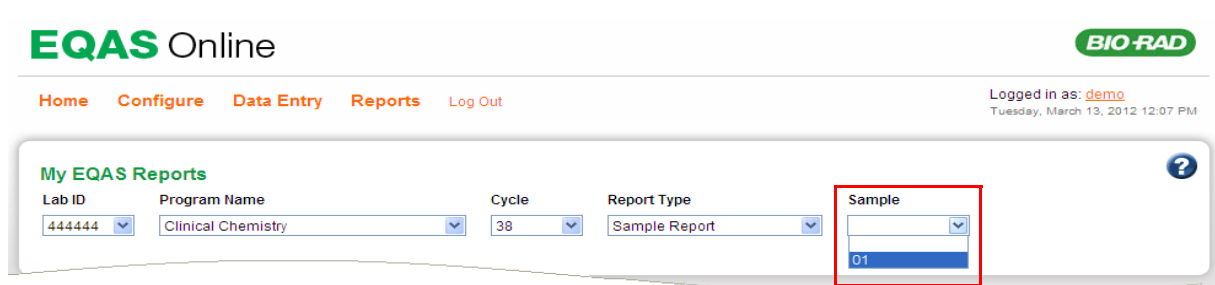 EQAS Online
BIO-RAD
Home Configure Data Entry Reports Log Out
Logged in as: demo
Tuesday, March 13, 2012 12:07 PM
My EQAS Reports
?
Lab ID Program Name Cycle Report Type Sample
444444 Clinical Chemistry 38 Sample Report
01